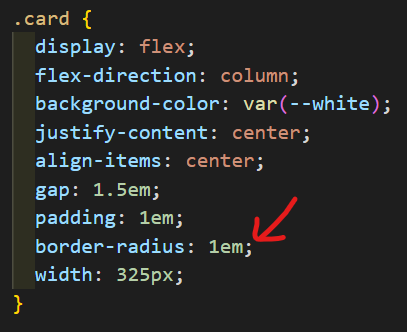 .card {
  display: flex;
  flex-direction: column;
  background-color: var(--white);
  justify-content: center;
  align-items: center;
  gap: 1.5em;
  padding: 1em;
  border-radius: 1em;
  width: 325px;
}